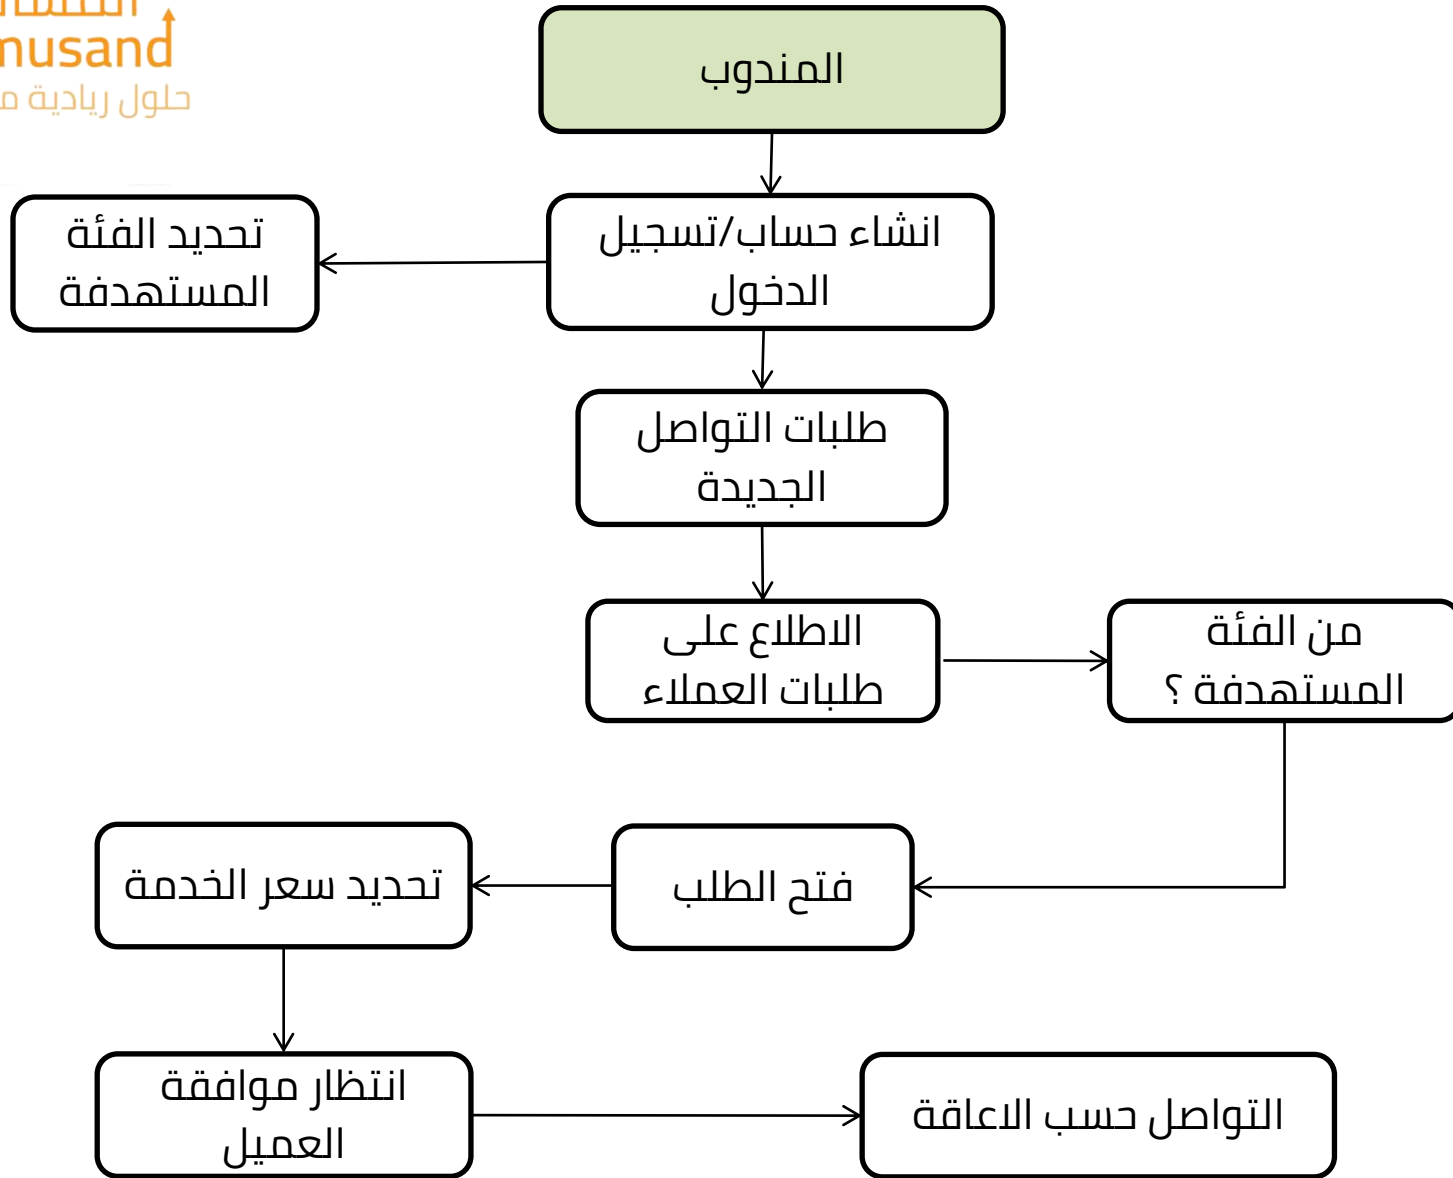 musand
حلول ريادية
المندوب
انشاء حساب/تسجيل
الدخول
تحديد الفئة
المستهدفة
طلبات التواصل
الجديدة
الاطلاع على
طلبات العملاء
من الفئة
المستهدفة ؟
فتح الطلب
تحديد سعر الخدمة
انتظار موافقة
العميل
التواصل حسب الاعاقة